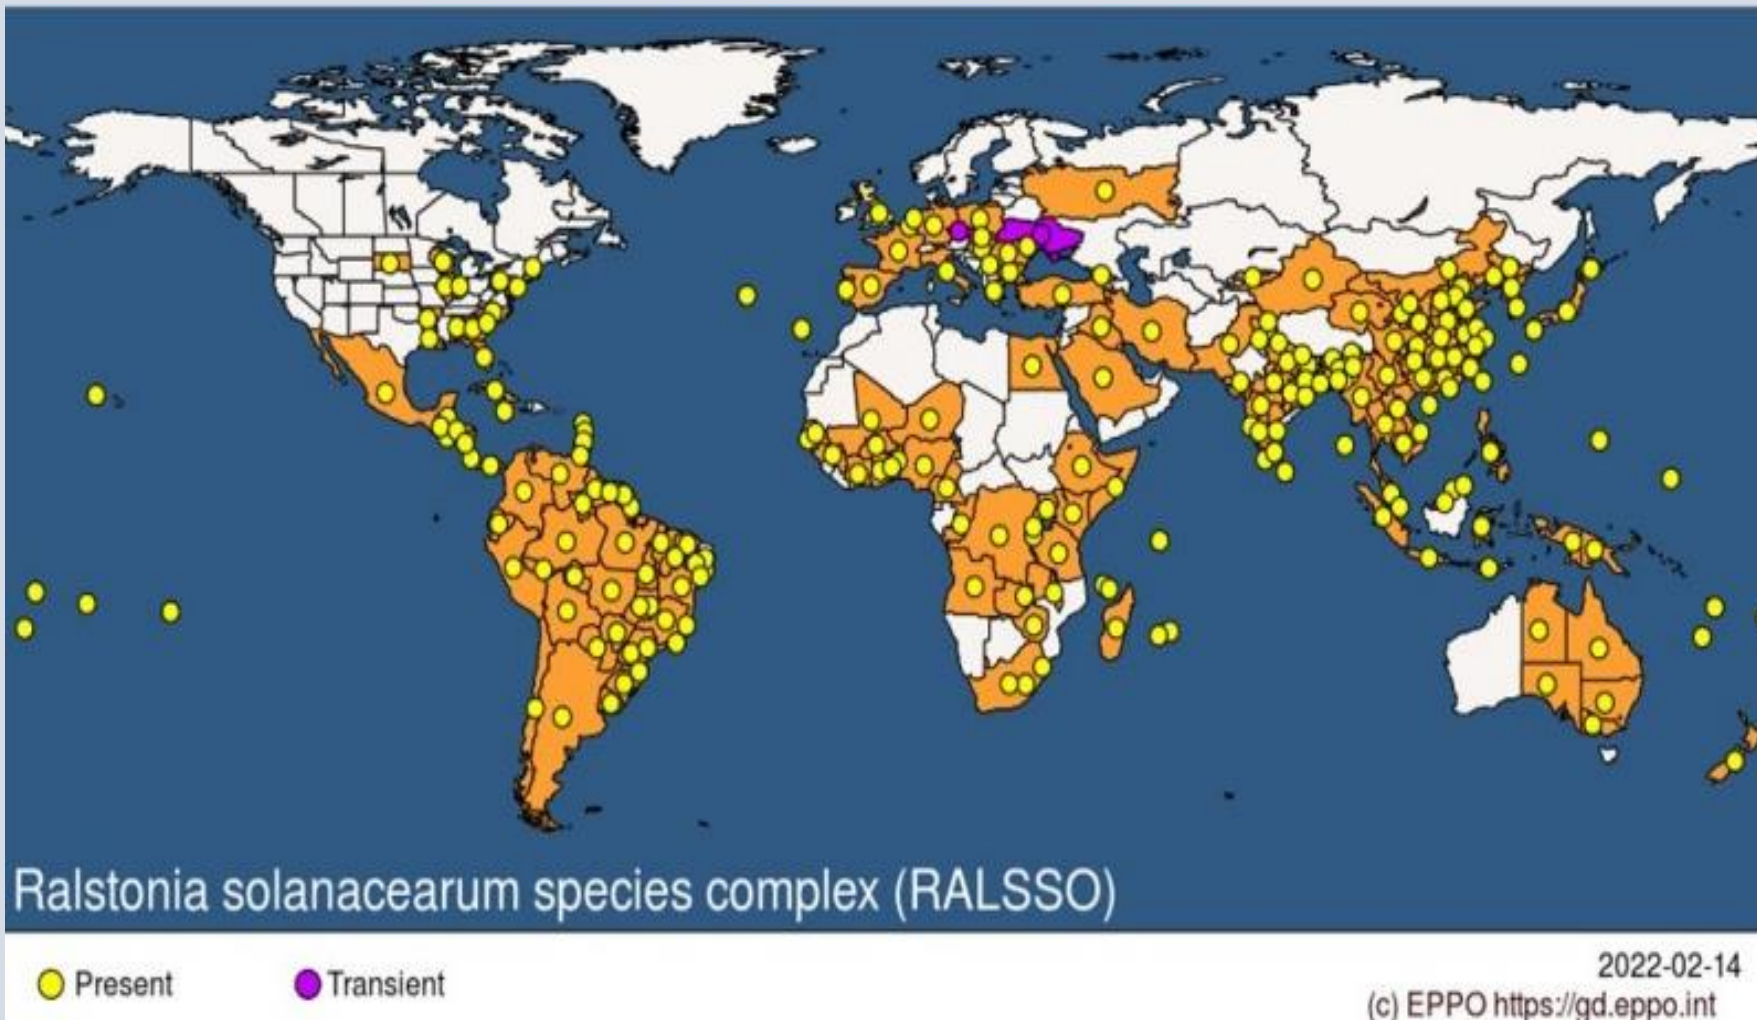 Ralstonia solanacearum species complex (RALSSO)
Present
Transient
2022-02-14
(c) EPPO https://gd.eppo.int